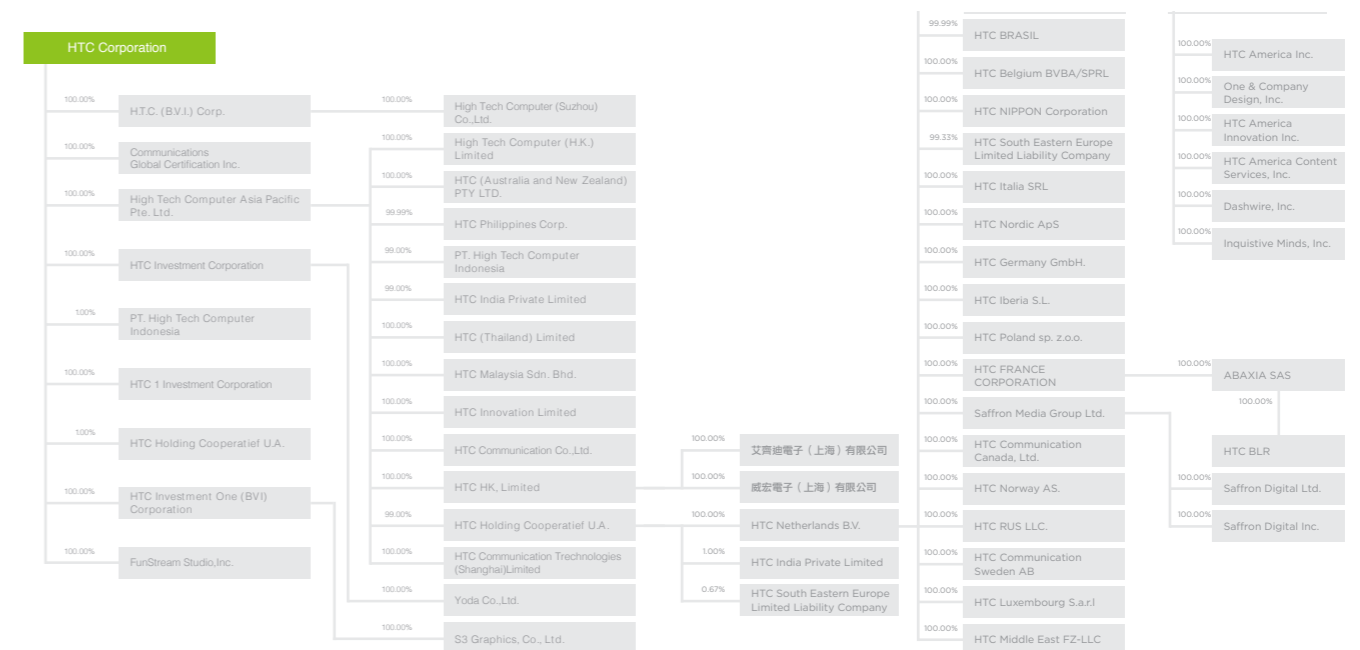 HTC Corporation
100.00%
H.T.C. (B.V.I.) Corp.
100.00%
Communications
Global Certification Inc.
100.00%
High Tech Computer Asia Pacific
Pte. Ltd.
100.00%
HTC Investment Corporation
1.00%
PT. High Tech Computer
Indonesia
100.00%
HTC 1 Investment Corporation
1.00%
HTC Holding Cooperatief U.A.
100.00%
HTC Investment One (BVI)
Corporation
100.00%
FunStream Studio,Inc.
100.00%
High Tech Computer (Suzhou)
Co.,Ltd.
100.00%
High Tech Computer (H.K.)
Limited
100.00%
HTC (Australia and New Zealand)
PTY LTD.
99.99%
HTC Philippines Corp.
99.00%
PT. High Tech Computer
Indonesia
99.00%
HTC India Private Limited
100.00%
HTC (Thailand) Limited
100.00%
HTC Malaysia Sdn. Bhd.
100.00%
HTC Innovation Limited
100.00%
HTC Communication Co.,Ltd.
100.00%
HTC HK, Limited
99.00%
HTC Holding Cooperatief U.A.
100.00%
HTC Communication Trechnologies
(Shanghai)Limited
100.00%
Yoda Co.,Ltd.
100.00%
S3 Graphics, Co., Ltd.
100.00%
艾齊迪電子（上海）有限公司
100.00%
威宏電子（上海）有限公司
100.00%
HTC Netherlands B.V.
1.00%
HTC India Private Limited
0.67%
HTC South Eastern Europe
Limited Liability Company
99.99%
HTC BRASIL
100.00%
HTC Belgium BVBA/SPRL
100.00%
HTC NIPPON Corporation
99.33%
HTC South Eastern Europe
Limited Liability Company
100.00%
HTC Italia SRL
100.00%
HTC Nordic ApS
100.00%
HTC Germany GmbH.
100.00%
HTC Iberia S.L.
100.00%
HTC Poland sp. z.o.o.
100.00%
HTC FRANCE
CORPORATION
100.00%
Saffron Media Group Ltd.
100.00%
HTC Communication
Canada, Ltd.
100.00%
HTC Norway AS.
100.00%
HTC RUS LLC.
100.00%
HTC Communication
Sweden AB
100.00%
HTC Luxembourg S.a.r.l
100.00%
HTC Middle East FZ-LLC
100.00%
HTC America Inc.
100.00%
One & Company
Design, Inc.
100.00%
HTC America
Innovation Inc.
100.00%
HTC America Content
Services, Inc.
100.00%
Dashwire, Inc.
100.00%
Inquistive Minds, Inc.
100.00%
ABAXIA SAS
100.00%
HTC BLR
100.00%
Saffron Digital Ltd.
100.00%
Saffron Digital Inc.